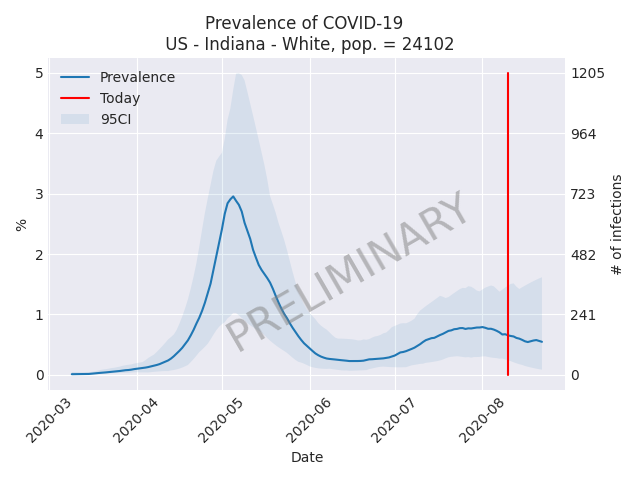 Prevalence of COVID-19
US - Indiana - White, pop. = 24102
Prevalence
Today
95CI
5
4
3
2
1
0
%
1205
964
723
482
241
0
# of infections
PRELIMINARY
2020-03
2020-04
2020-05
2020-06
2020-07
2020-08
Date